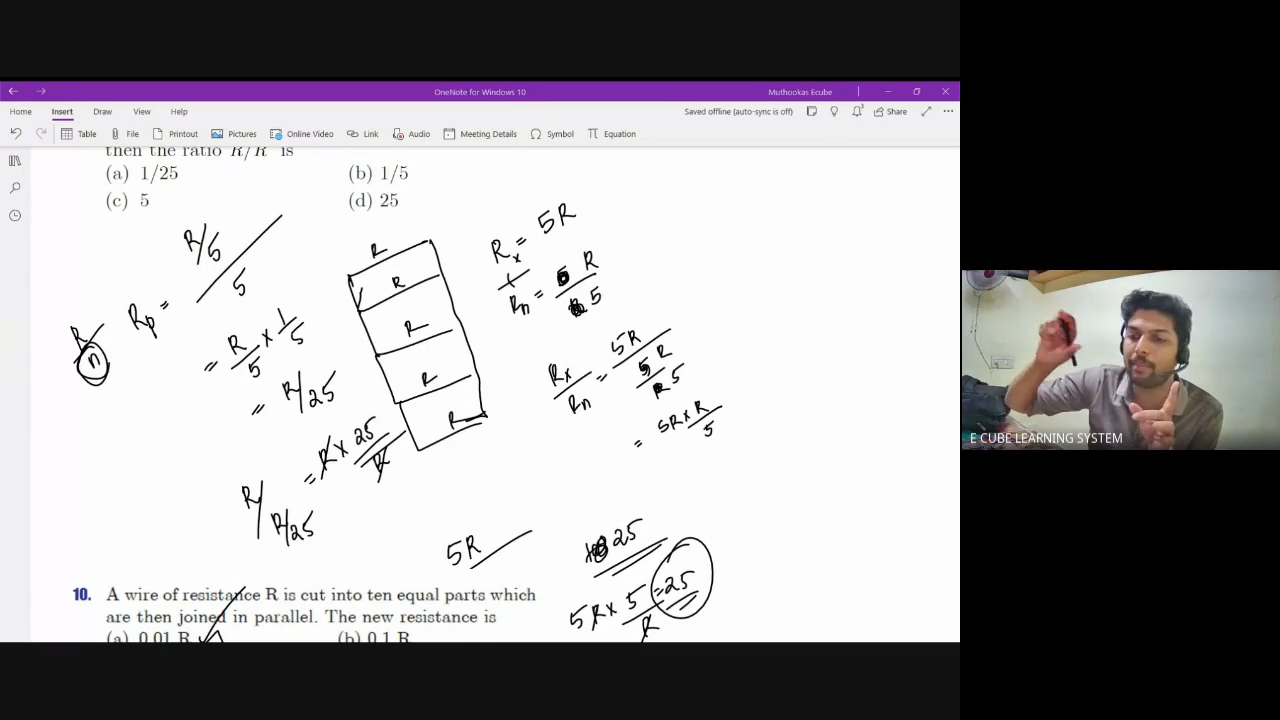 OneNote for Windows 10
Muthookas Ecube
Home Insert Draw View Help
Saved offline (auto-sync is off)
Share
Table File Printout Pictures Online Video Link Audio Meeting Details Symbol Equation
then the ratio R/R' is
(a) 1/25 (b) 1/5
(c) 5 (d) 25
R/5
5
Rp =
R/n
= R/5 × 1/5
= R/25
= R × 25/R
R/R/25
R
R
R
R
R
Rx = 5R
Rn = R/5
Rx/Rn = 5R/R/5
= 5R × R/5
5R
25
5R × 5/R = 25
10. A wire of resistance R is cut into ten equal parts which
are then joined in parallel. The new resistance is
(a) 0.01 R (b) 0.1 R
E CUBE LEARNING SYSTEM